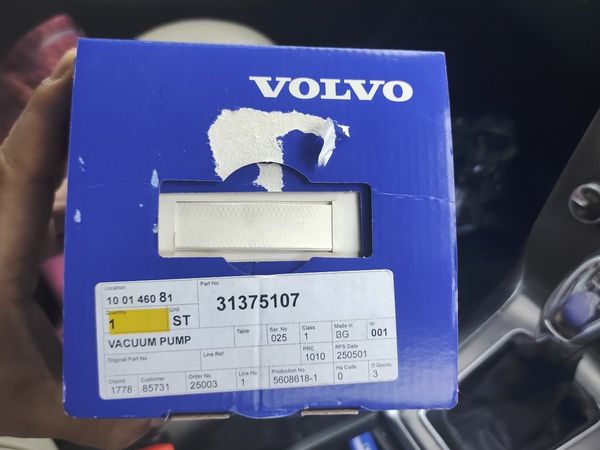 VOLVO
Location
10 01 460 81
Part No
31375107
Quantity
1
Unit
ST
Table
Sec No
025
Class
1
Made in
BG
Nr
001
VACUUM PUMP
Original Part No
Line Ref
PRC
1010
RFS Date
250501
District
1778
Customer
85731
Order No
25003
Line No
1
Production No
5608618-1
Ha Code
0
D Goods
3